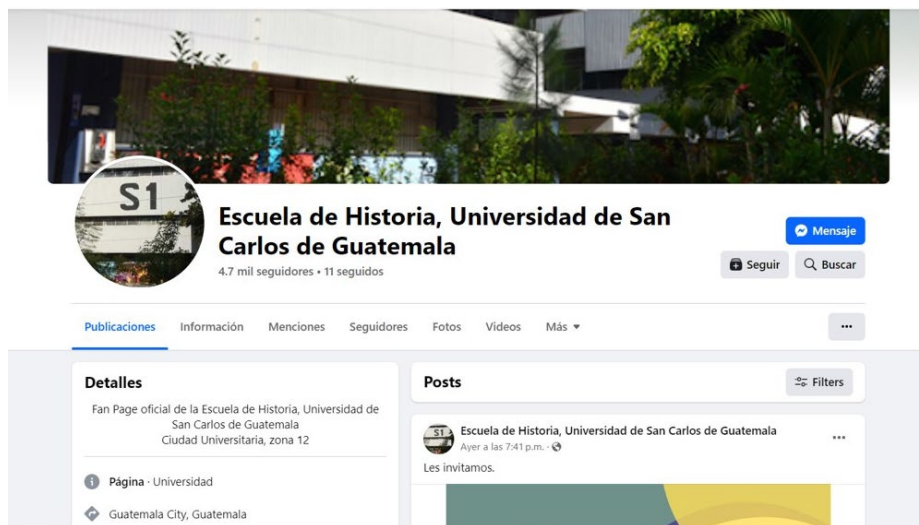 S1
Escuela de Historia, Universidad de San
Carlos de Guatemala
4.7 mil seguidores • 11 seguidos
Mensaje
Seguir
Buscar
Publicaciones
Información
Menciones
Seguidores
Fotos
Videos
Más
Detalles
Fan Page oficial de la Escuela de Historia, Universidad de
San Carlos de Guatemala
Ciudad Universitaria, zona 12
Página · Universidad
Guatemala City, Guatemala
Posts
Filters
S1
Escuela de Historia, Universidad de San Carlos de Guatemala
Ayer a las 7:41 p.m. ·
Les invitamos.